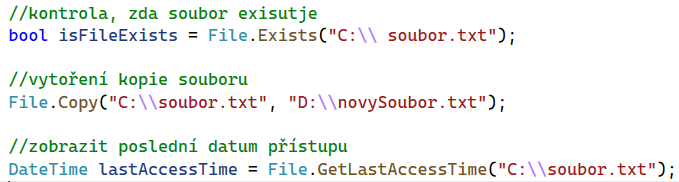 //kontrola, zda soubor exisutje
bool isFileExists = File.Exists("C:\\ soubor.txt");
//vytoření kopie souboru
File.Copy("C:\\soubor.txt", "D:\\novySoubor.txt");
//zobrazit poslední datum přístupu
DateTime lastAccessTime = File.GetLastAccessTime("C:\\soubor.txt");